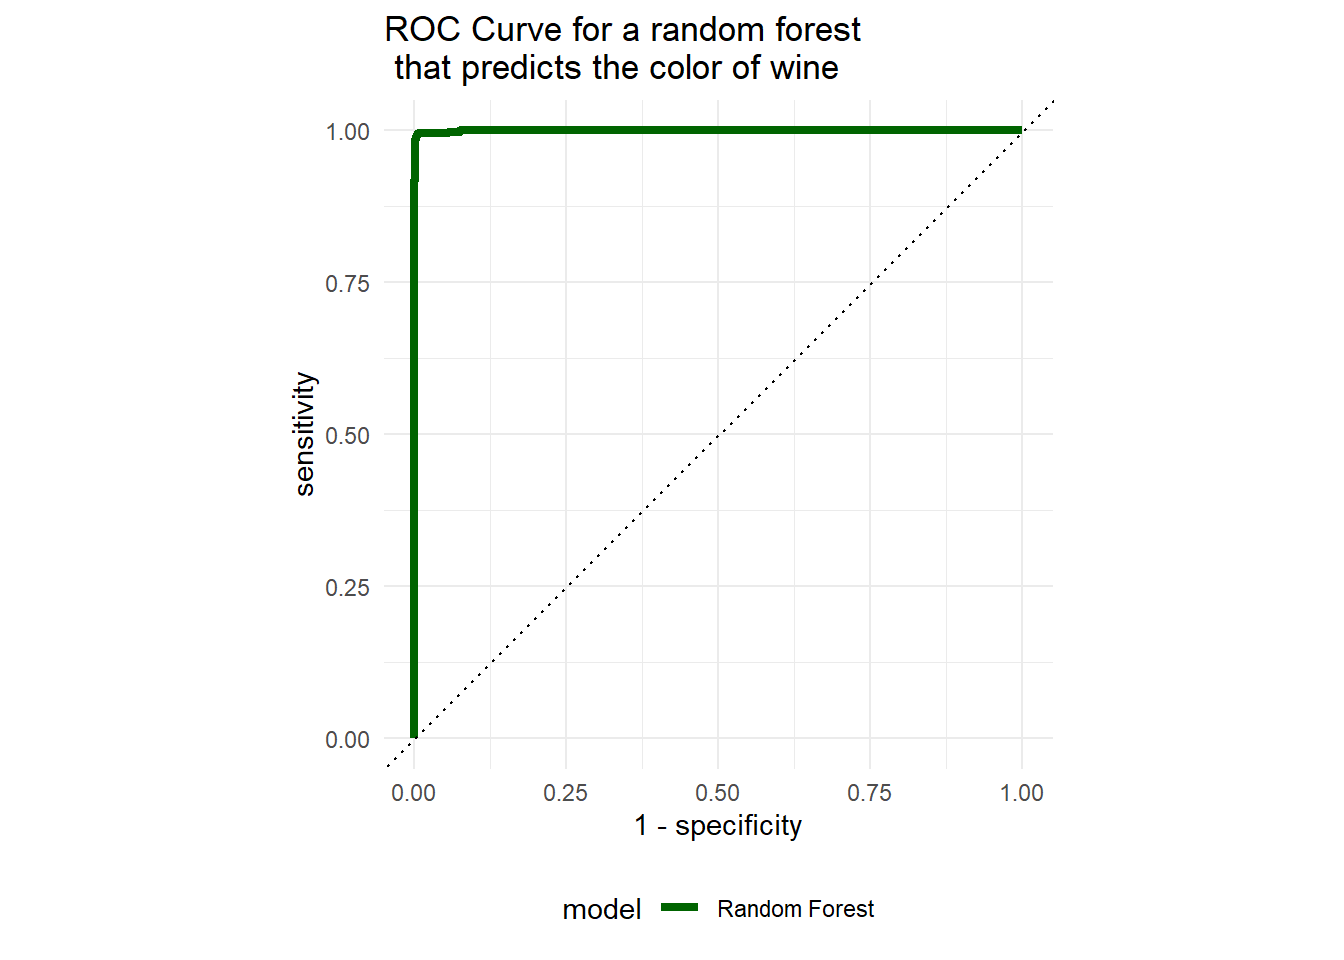 ROC Curve for a random forest
that predicts the color of wine
1.00
0.75
0.50
0.25
0.00
sensitivity
0.00 0.25 0.50 0.75 1.00
1 - specificity
model Random Forest